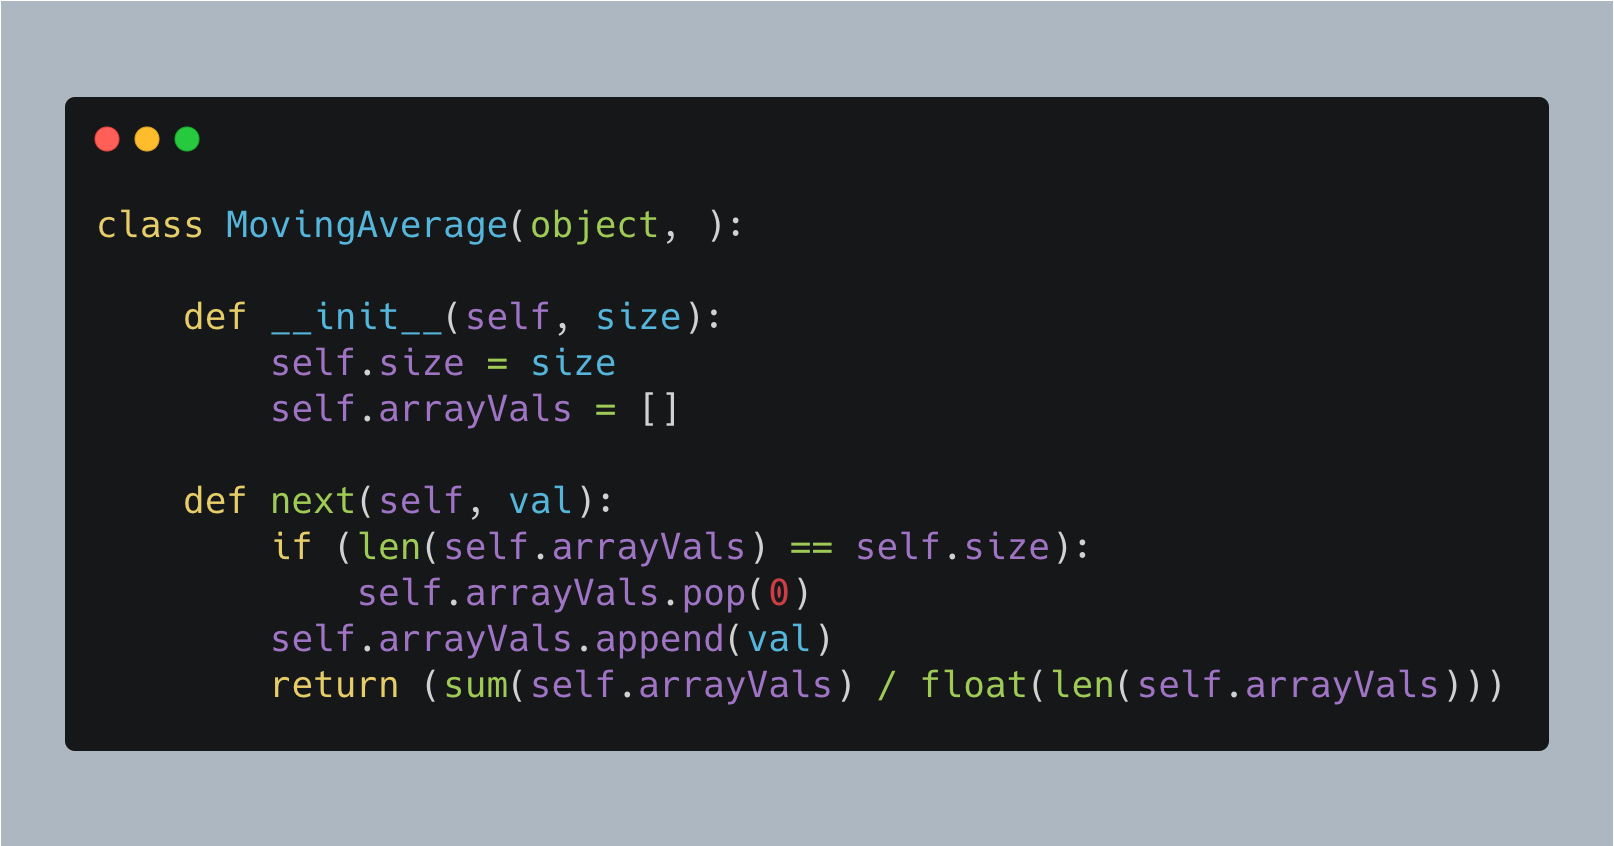 class MovingAverage(object, ):
    def __init__(self, size):
        self.size = size
        self.arrayVals = []
    def next(self, val):
        if (len(self.arrayVals) == self.size):
            self.arrayVals.pop(0)
        self.arrayVals.append(val)
        return (sum(self.arrayVals) / float(len(self.arrayVals)))